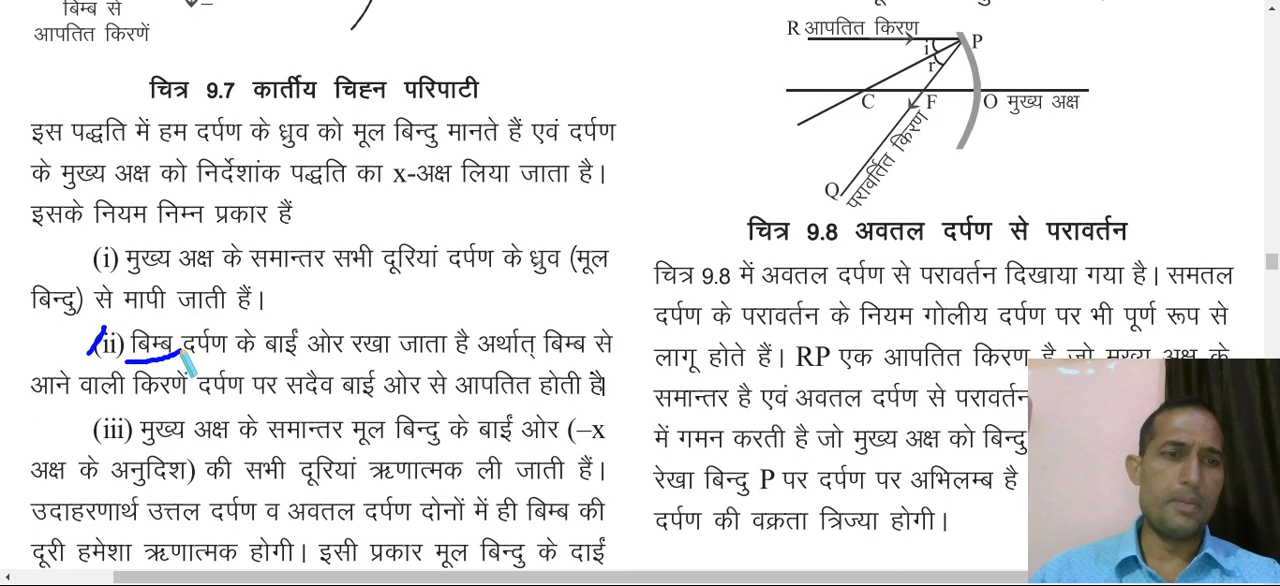 बिम्ब से
आपतित किरणें
चित्र 9.7 कार्तीय चिह्न परिपाटी
इस पद्धति में हम दर्पण के ध्रुव को मूल बिन्दु मानते हैं एवं दर्पण
के मुख्य अक्ष को निर्देशांक पद्धति का x-अक्ष लिया जाता है।
इसके नियम निम्न प्रकार हैं
(i) मुख्य अक्ष के समान्तर सभी दूरियां दर्पण के ध्रुव (मूल
बिन्दु) से मापी जाती हैं।
(ii) बिम्ब दर्पण के बाईं ओर रखा जाता है अर्थात् बिम्ब से
आने वाली किरणें दर्पण पर सदैव बाई ओर से आपतित होती है।
(iii) मुख्य अक्ष के समान्तर मूल बिन्दु के बाईं ओर (–x
अक्ष के अनुदिश) की सभी दूरियां ऋणात्मक ली जाती हैं।
उदाहरणार्थ उत्तल दर्पण व अवतल दर्पण दोनों में ही बिम्ब की
दूरी हमेशा ऋणात्मक होगी। इसी प्रकार मूल बिन्दु के दाईं
R आपतित किरण
P
i
r
C
F
O मुख्य अक्ष
Q
परावर्तित किरण
चित्र 9.8 अवतल दर्पण से परावर्तन
चित्र 9.8 में अवतल दर्पण से परावर्तन दिखाया गया है। समतल
दर्पण के परावर्तन के नियम गोलीय दर्पण पर भी पूर्ण रूप से
लागू होते हैं। RP एक आपतित किरण है जो मुख्य अक्ष के
समान्तर है एवं अवतल दर्पण से परावर्तन
में गमन करती है जो मुख्य अक्ष को बिन्दु
रेखा बिन्दु P पर दर्पण पर अभिलम्ब है
दर्पण की वक्रता त्रिज्या होगी।